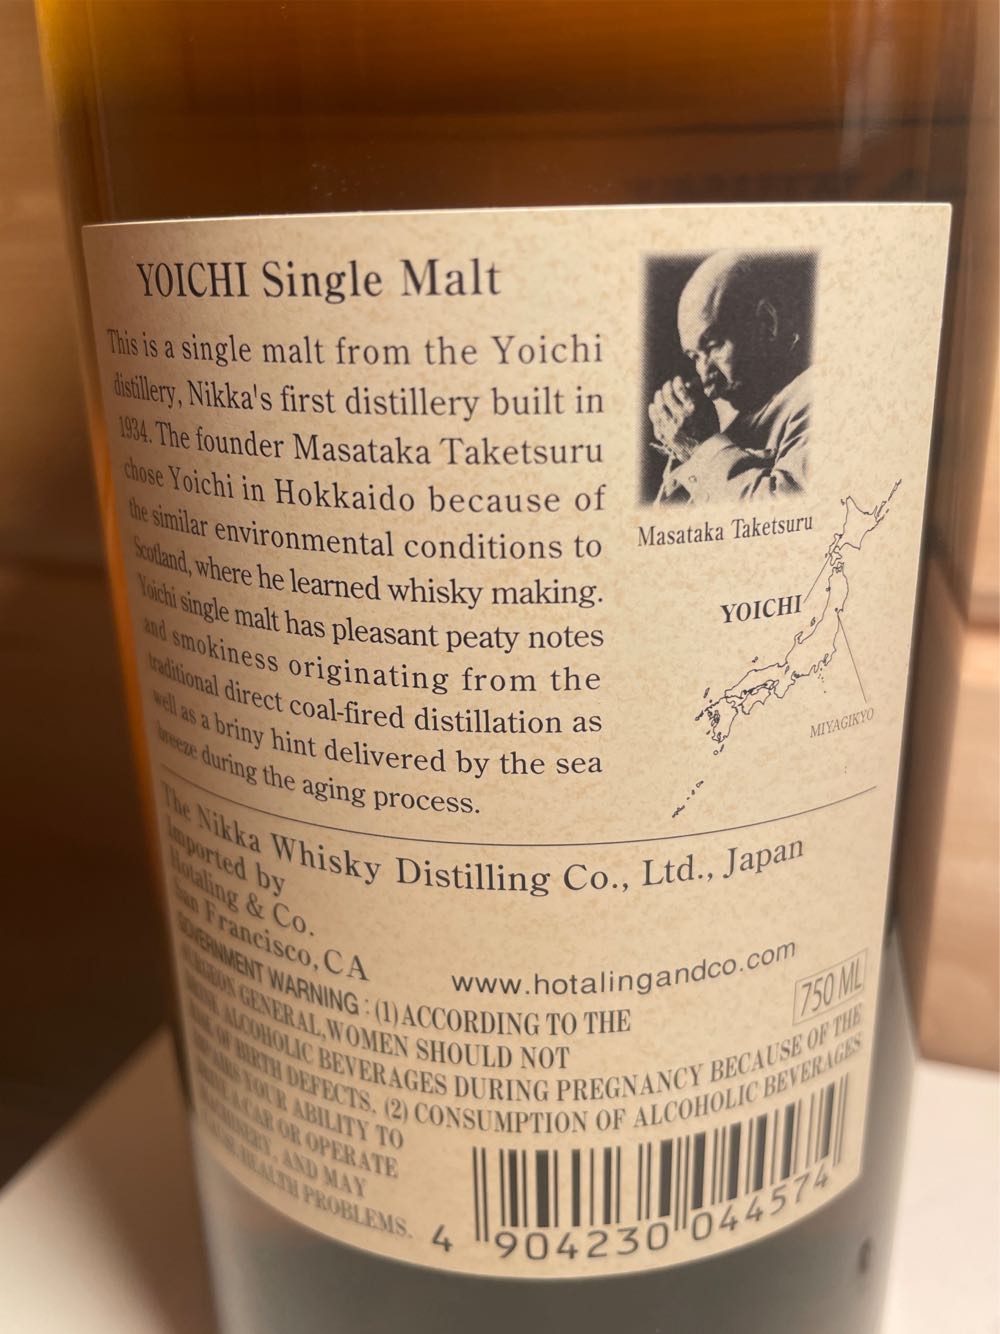 YOICHI Single Malt
This is a single malt from the Yoichi
distillery, Nikka's first distillery built in
1934. The founder Masataka Taketsuru
chose Yoichi in Hokkaido because of
the similar environmental conditions to
Scotland, where he learned whisky making.
Yoichi single malt has pleasant peaty notes
and smokiness originating from the
traditional direct coal-fired distillation as
well as a briny hint delivered by the sea
breeze during the aging process.
Masataka Taketsuru
YOICHI
MIYAGIKYO
The Nikka Whisky Distilling Co., Ltd., Japan
Imported by
Hotaling & Co.
San Francisco, CA
www.hotalingandco.com
750 ML
GOVERNMENT WARNING : (1) ACCORDING TO THE
SURGEON GENERAL, WOMEN SHOULD NOT
DRINK ALCOHOLIC BEVERAGES DURING PREGNANCY BECAUSE OF THE
RISK OF BIRTH DEFECTS. (2) CONSUMPTION OF ALCOHOLIC BEVERAGES
IMPAIRS YOUR ABILITY TO
DRIVE A CAR OR OPERATE
MACHINERY, AND MAY
CAUSE HEALTH PROBLEMS.
4 904230 044574